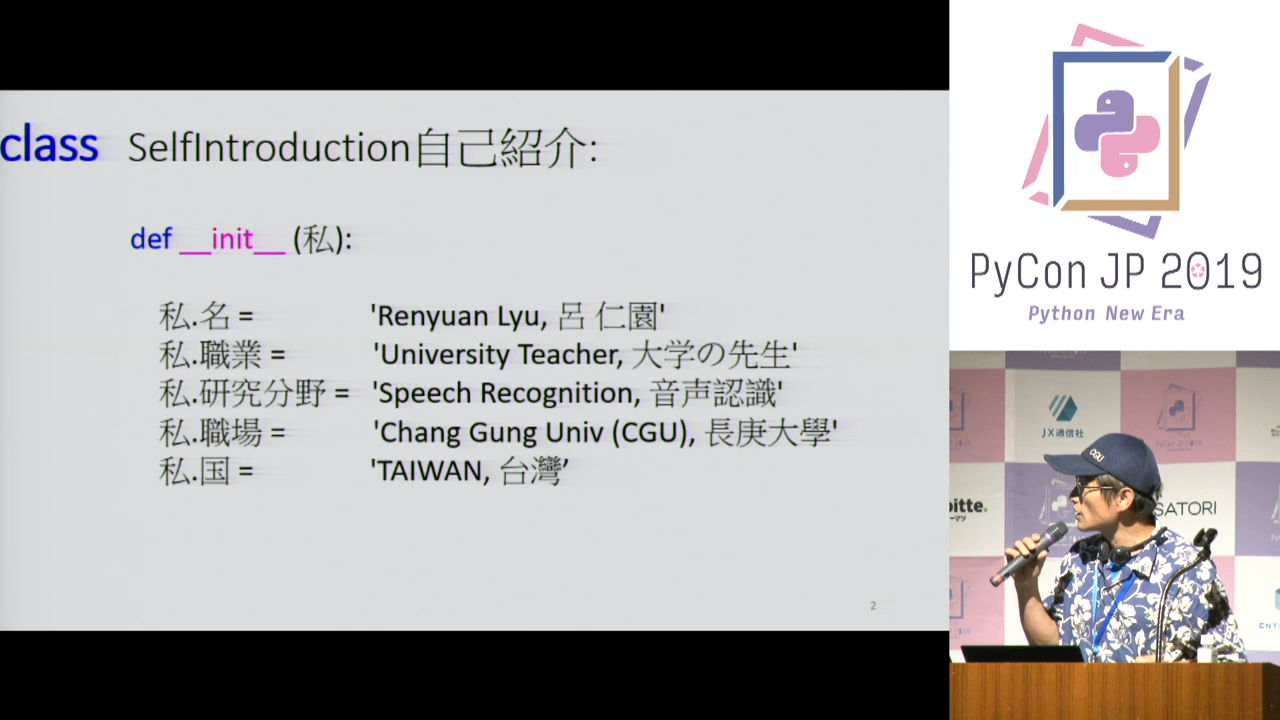 class SelfIntroduction自己紹介:
def __init__ (私):
私.名 = 'Renyuan Lyu, 呂 仁園'
私.職業 = 'University Teacher, 大学の先生'
私.研究分野 = 'Speech Recognition, 音声認識'
私.職場 = 'Chang Gung Univ (CGU), 長庚大學'
私.国 = 'TAIWAN, 台灣’
2
PyCon JP 2019
Python New Era
JX通信社
CGU
SATORI